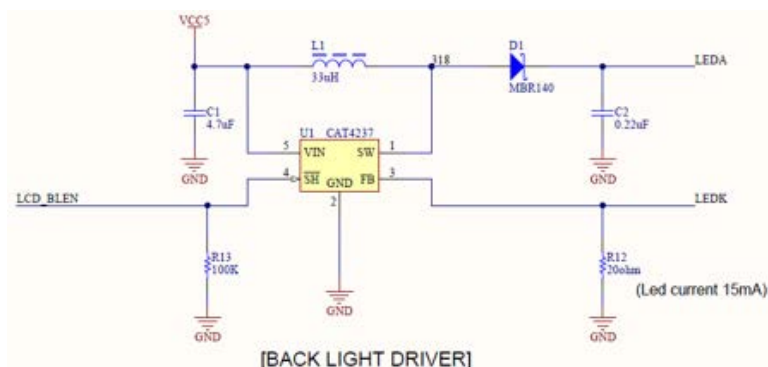 VCC5
L1
33uH
318
D1
MBR140
LEDA
C1
4.7uF
GND
U1 CAT4237
5 VIN SW 1
4 SH FB 3
GND
2
C2
0.22uF
GND
LCD_BLEN
LEDK
R13
100K
GND
GND
R12
20ohm
(Led current 15mA)
GND
[BACK LIGHT DRIVER]